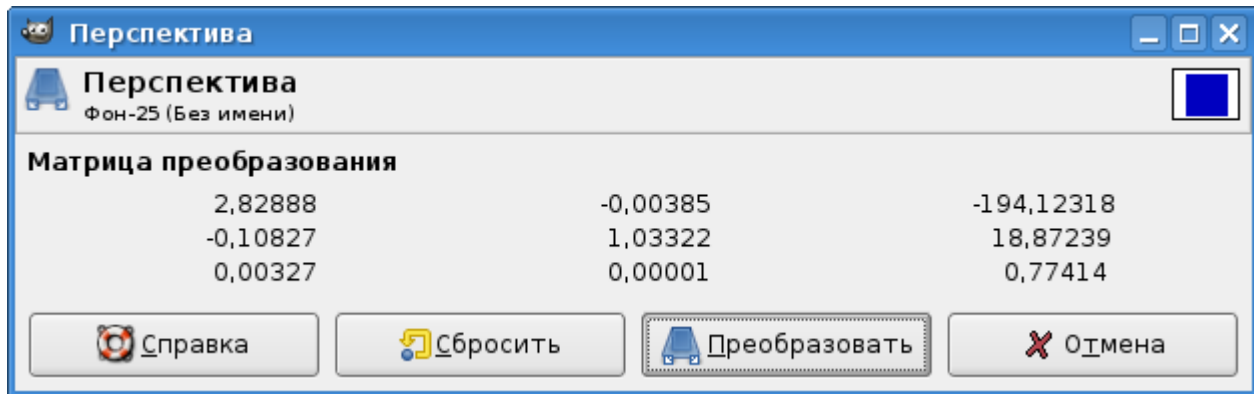 Перспектива
Перспектива
Фон-25 (Без имени)
Матрица преобразования
2,82888 -0,00385 -194,12318
-0,10827 1,03322 18,87239
0,00327 0,00001 0,77414
Справка Сбросить Преобразовать Отмена